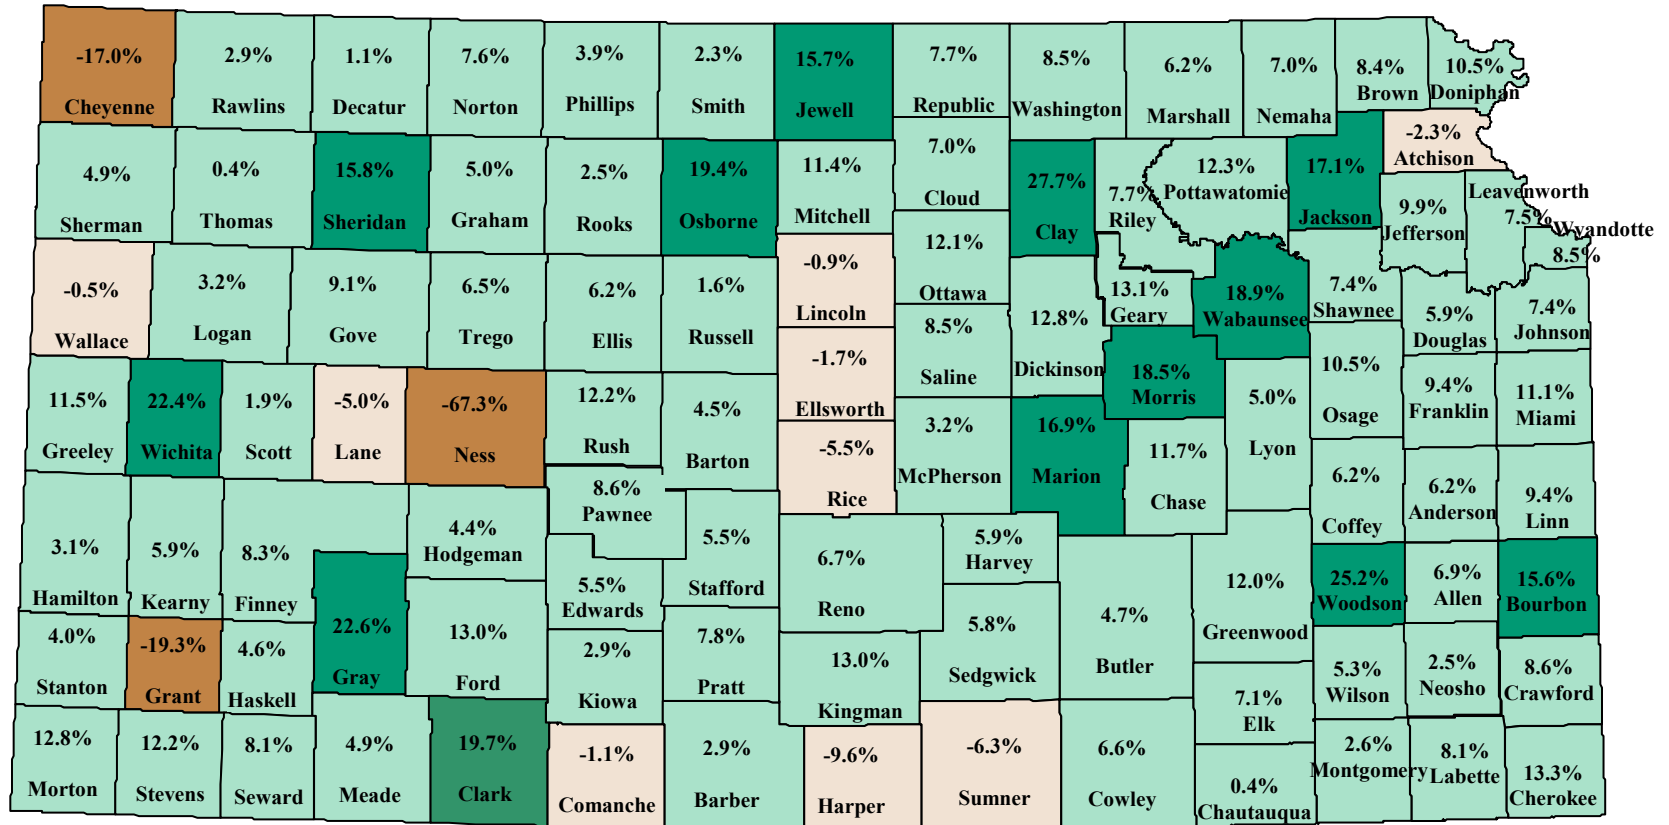 -17.0%
Cheyenne
2.9%
Rawlins
1.1%
Decatur
7.6%
Norton
3.9%
Phillips
2.3%
Smith
15.7%
Jewell
7.7%
Republic
8.5%
Washington
6.2%
Marshall
7.0%
Nemaha
8.4%
Brown
10.5%
Doniphan
4.9%
Sherman
0.4%
Thomas
15.8%
Sheridan
5.0%
Graham
2.5%
Rooks
19.4%
Osborne
11.4%
Mitchell
7.0%
Cloud
27.7%
Clay
7.7%
Riley
12.3%
Pottawatomie
17.1%
Jackson
-2.3%
Atchison
9.9%
Jefferson
Leavenworth
7.5%
Wyandotte
8.5%
-0.5%
Wallace
3.2%
Logan
9.1%
Gove
6.5%
Trego
6.2%
Ellis
1.6%
Russell
-0.9%
Lincoln
12.1%
Ottawa
12.8%
Dickinson
13.1%
Geary
18.9%
Wabaunsee
7.4%
Shawnee
5.9%
Douglas
7.4%
Johnson
11.5%
Greeley
22.4%
Wichita
1.9%
Scott
-5.0%
Lane
-67.3%
Ness
12.2%
Rush
4.5%
Barton
-1.7%
Ellsworth
8.5%
Saline
18.5%
Morris
5.0%
Lyon
10.5%
Osage
9.4%
Franklin
11.1%
Miami
-5.5%
Rice
3.2%
McPherson
16.9%
Marion
11.7%
Chase
6.2%
Coffey
6.2%
Anderson
9.4%
Linn
3.1%
Hamilton
5.9%
Kearny
8.3%
Finney
4.4%
Hodgeman
8.6%
Pawnee
5.5%
Stafford
6.7%
Reno
5.9%
Harvey
4.7%
Butler
12.0%
Greenwood
25.2%
Woodson
6.9%
Allen
15.6%
Bourbon
22.6%
Gray
13.0%
Ford
5.5%
Edwards
4.0%
Stanton
-19.3%
Grant
4.6%
Haskell
2.9%
Kiowa
7.8%
Pratt
13.0%
Kingman
5.8%
Sedgwick
7.1%
Elk
5.3%
Wilson
2.5%
Neosho
8.6%
Crawford
12.8%
Morton
12.2%
Stevens
8.1%
Seward
4.9%
Meade
19.7%
Clark
-1.1%
Comanche
2.9%
Barber
-9.6%
Harper
-6.3%
Sumner
6.6%
Cowley
0.4%
Chautauqua
2.6%
Montgomery
8.1%
Labette
13.3%
Cherokee